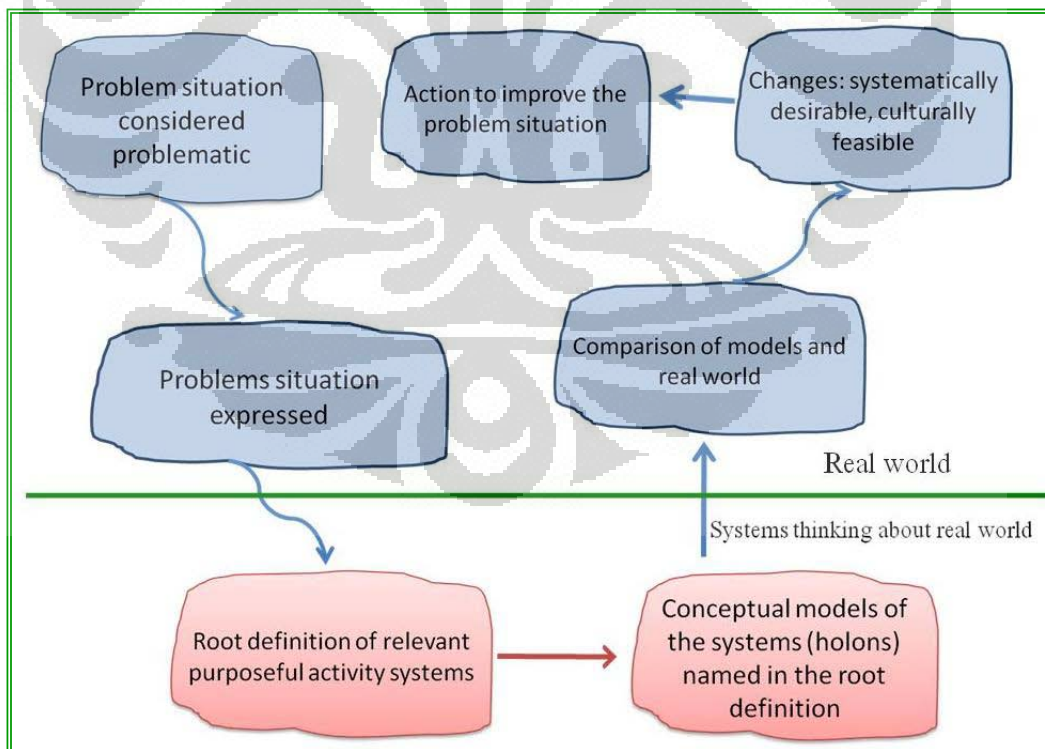 Problem situation
considered
problematic
Action to improve the
problem situation
Changes: systematically
desirable, culturally
feasible
Problems situation
expressed
Comparison of models and
real world
Real world
Systems thinking about real world
Root definition of relevant
purposeful activity systems
Conceptual models of
the systems (holons)
named in the root
definition